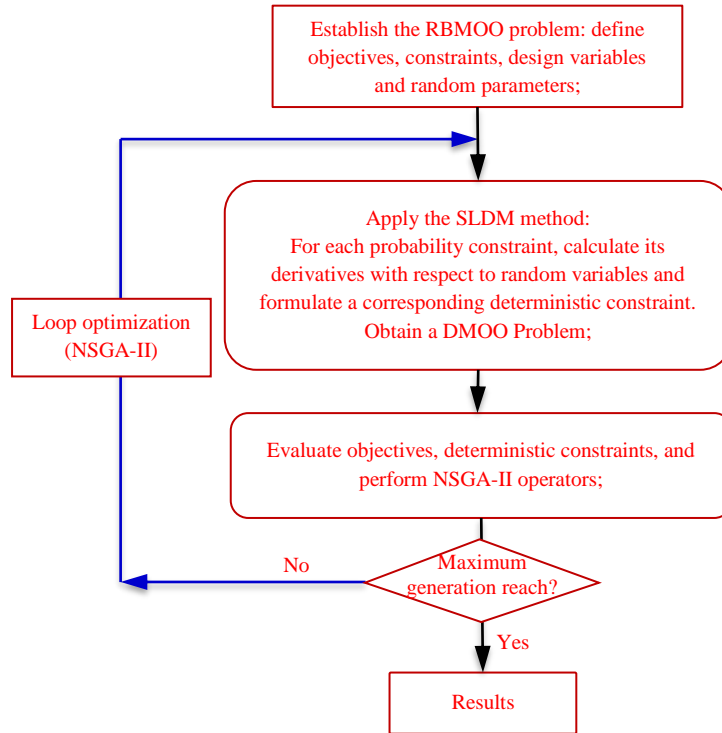 Establish the RBMOO problem: define
objectives, constraints, design variables
and random parameters;
Apply the SLDM method:
For each probability constraint, calculate its
derivatives with respect to random variables and
formulate a corresponding deterministic constraint.
Obtain a DMOO Problem;
Loop optimization
(NSGA-II)
Evaluate objectives, deterministic constraints, and
perform NSGA-II operators;
No
Maximum
generation reach?
Yes
Results